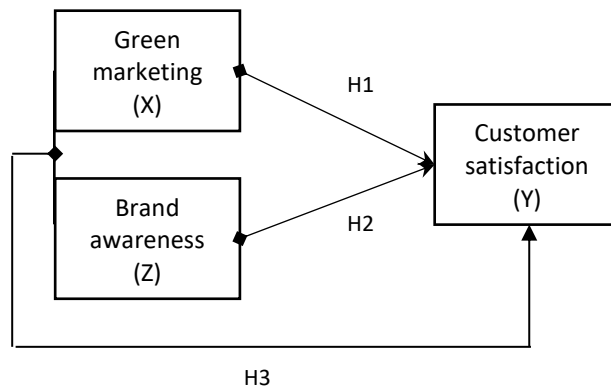 Green
marketing
(X)
H1
Customer
satisfaction
(Y)
Brand
awareness
(Z)
H2
H3